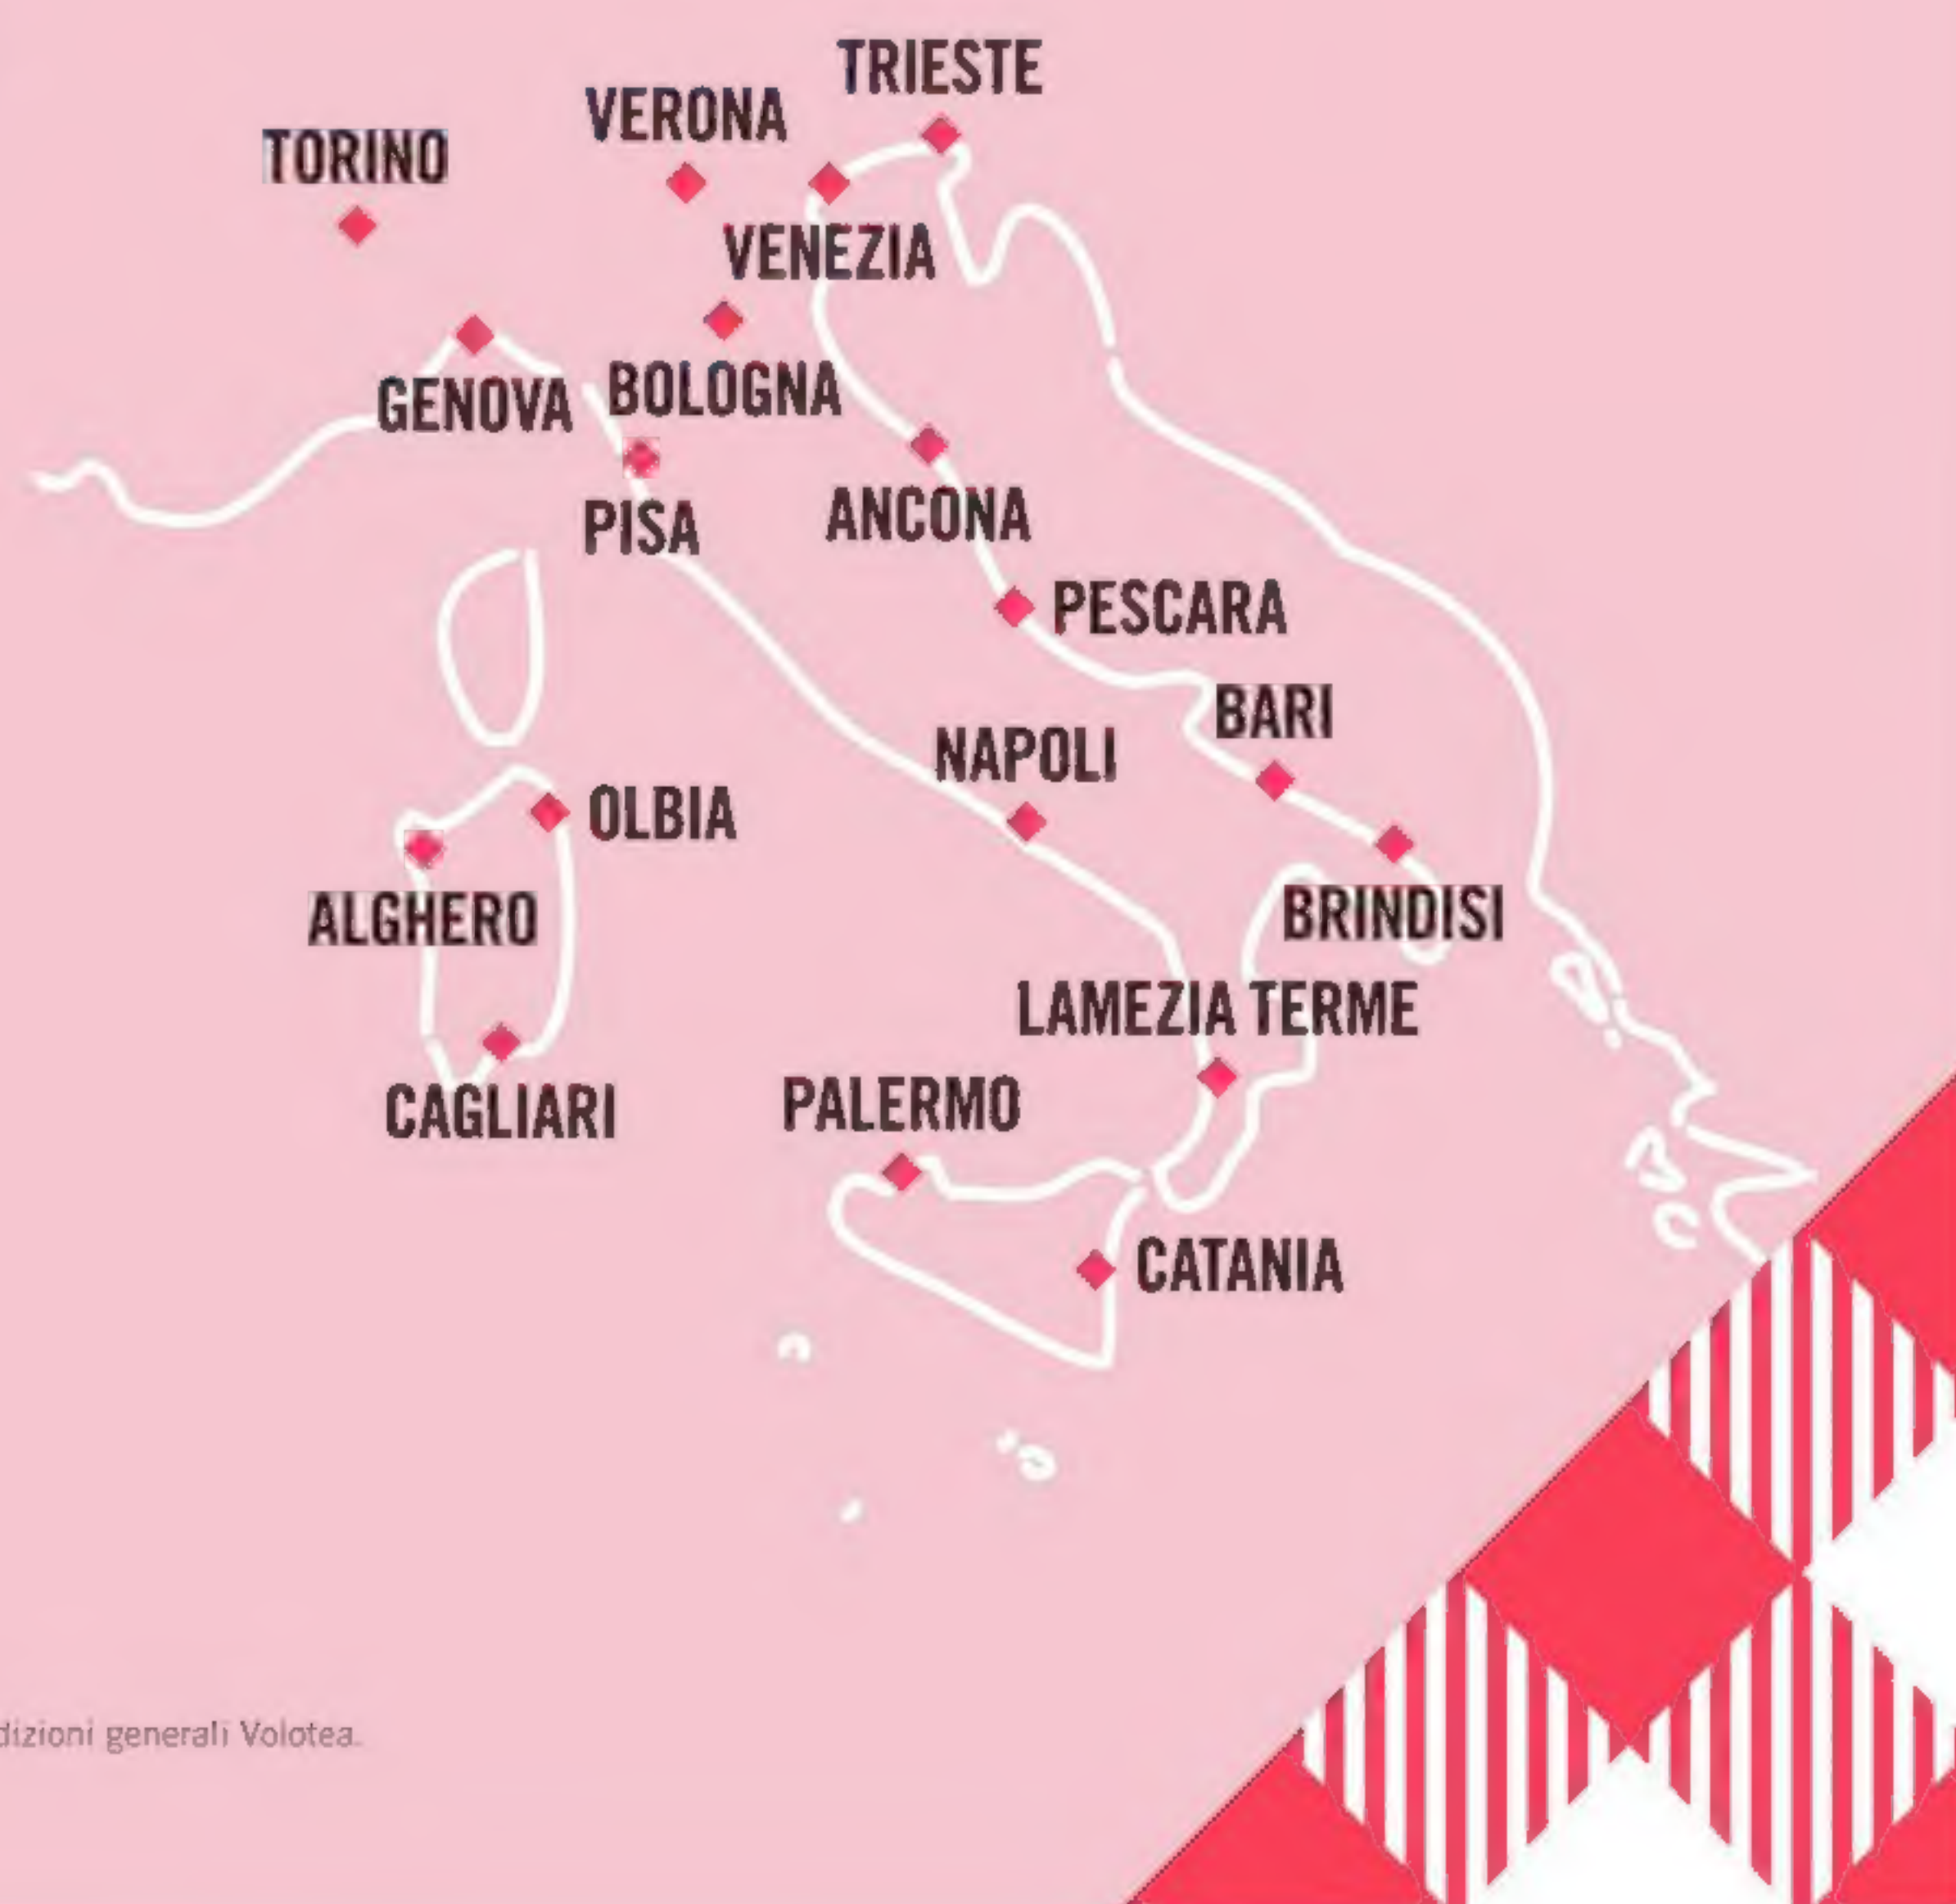 TRIESTE
VERONA
TORINO
VENEZIA
BOLOGNA
GENOVA
PISA
ANCONA
PESCARA
BARI
NAPOLI
OLBIA
ALGHERO
BRINDISI
LAMEZIA TERME
PALERMO
CAGLIARI
CATANIA
generali Volotea.